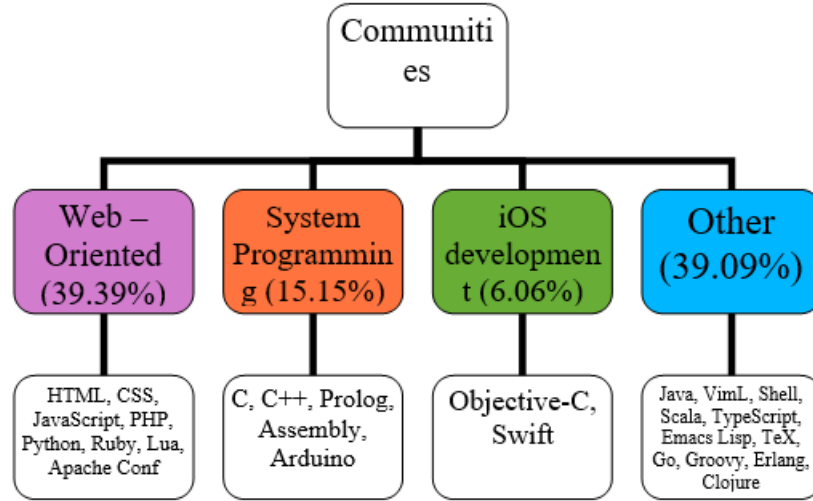 Communiti
es
Web –
Oriented
(39.39%)
System
Programmin
g (15.15%)
iOS
developmen
t (6.06%)
Other
(39.09%)
HTML, CSS,
JavaScript, PHP,
Python, Ruby, Lua,
Apache Conf
C, C++, Prolog,
Assembly,
Arduino
Objective-C,
Swift
Java, VimL, Shell,
Scala, TypeScript,
Emacs Lisp, TeX,
Go, Groovy, Erlang,
Clojure